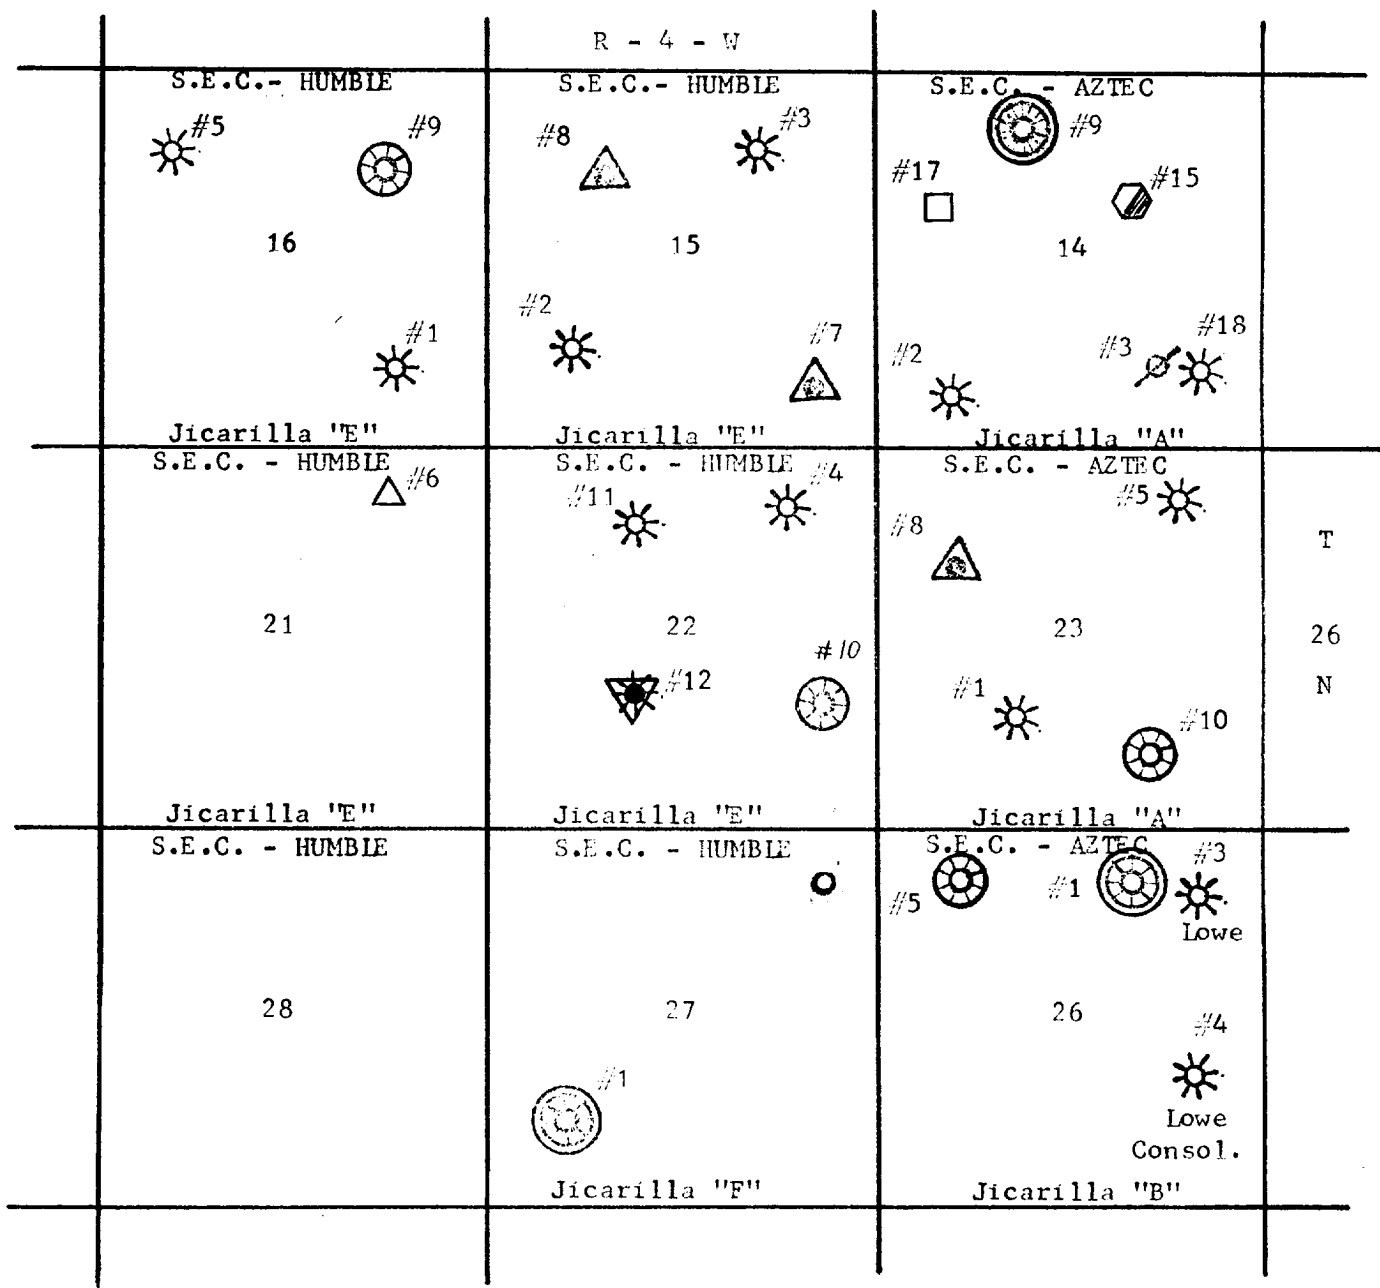 R - 4 - W
S.E.C.- HUMBLE
#5
#9
16
#1
Jicarilla "E"
S.E.C.- HUMBLE
#8
#3
15
#2
#7
Jicarilla "E"
S.E.C. - AZTEC
#9
#17
#15
14
#18
#3
#2
Jicarilla "A"
S.E.C. - HUMBLE
#6
21
Jicarilla "E"
S.E.C. - HUMBLE
#4
#11
22
#10
#12
Jicarilla "E"
S.E.C. - AZTEC
#5
#8
23
#1
#10
Jicarilla "A"
T
26
N
S.E.C. - HUMBLE
28
S.E.C. - HUMBLE
27
#1
Jicarilla "F"
S.E.C. - AZTEC
#3
#5
#1
Lowe
26
#4
Lowe
Consol.
Jicarilla "B"